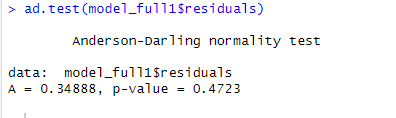 > ad.test(model_full1$residuals)
Anderson-Darling normality test
data:  model_full1$residuals
A = 0.34888, p-value = 0.4723